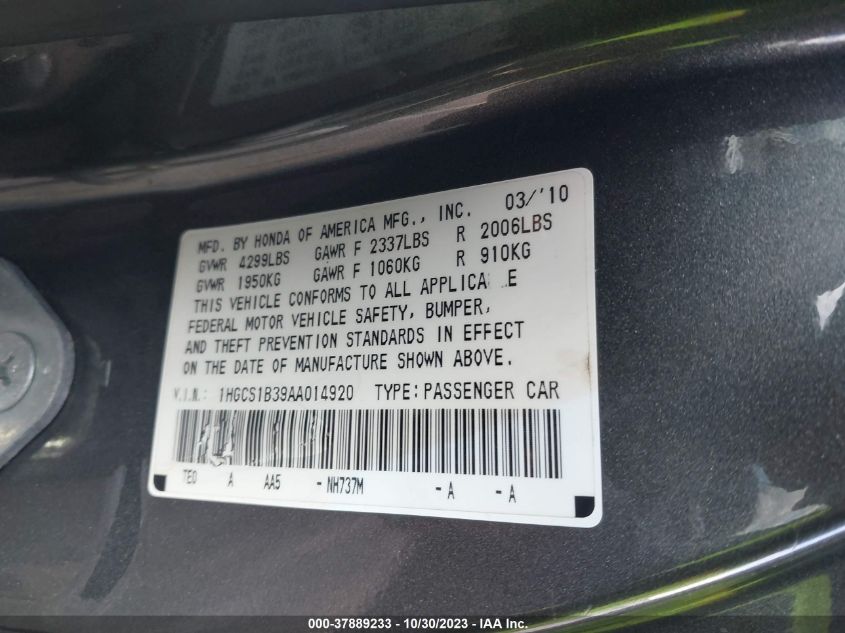 03/'10
MFD. BY HONDA OF AMERICA MFG., INC.
GVWR 4299LBS GAWR F 2337LBS R 2006LBS
GVWR 1950KG GAWR F 1060KG R 910KG
THIS VEHICLE CONFORMS TO ALL
FEDERAL MOTOR VEHICLE SAFETY, BUMPER,
AND THEFT PREVENTION STANDARDS IN EFFECT
ON THE DATE OF MANUFACTURE SHOWN ABOVE.
V.I.N.: 1HGCS1B39AA014920 TYPE: PASSENGER CAR
TE0 A AA5 - NH737M - A - A
000-37889233 - 10/30/2023 - IAA Inc.